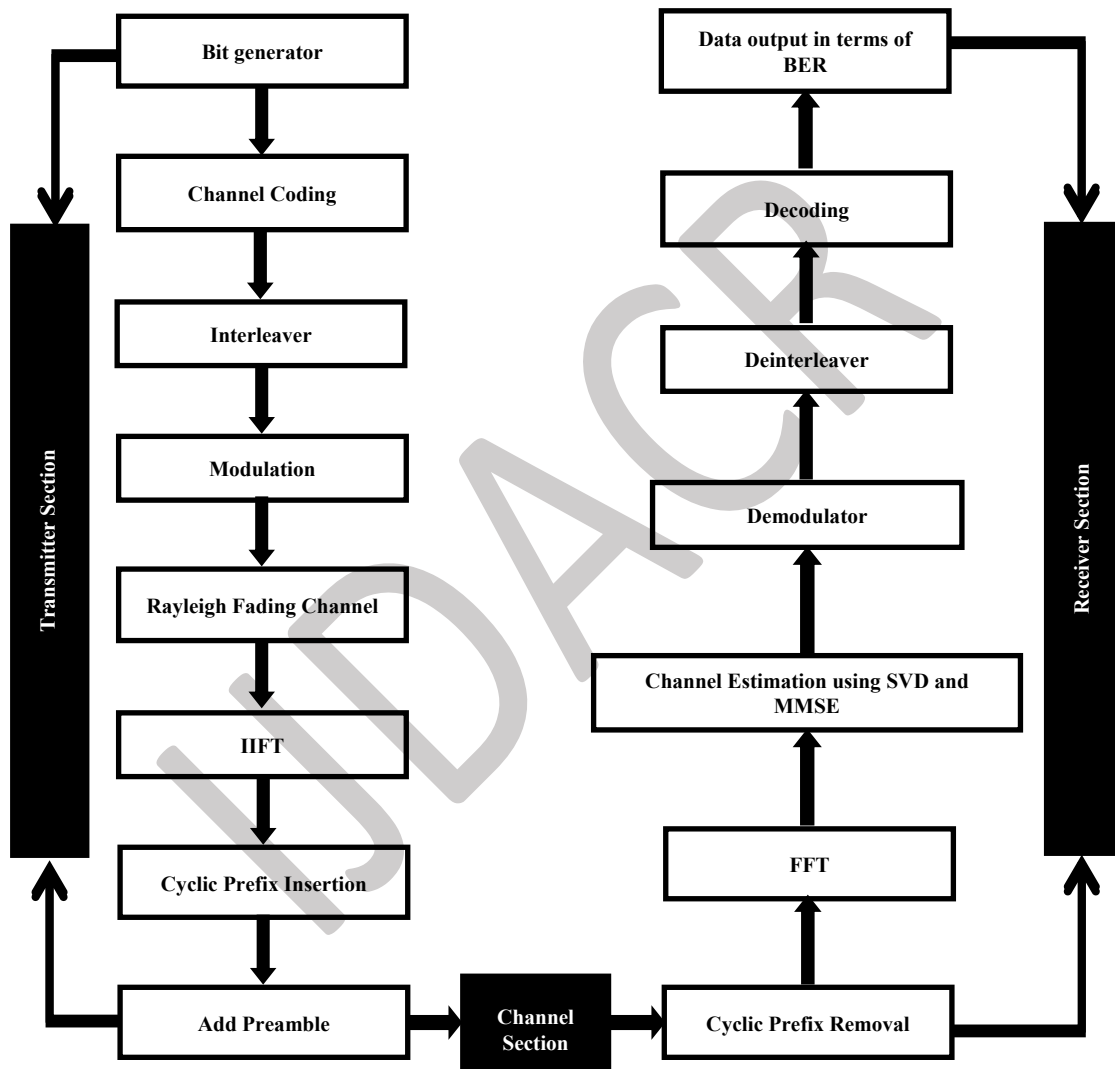 Bit generator
Channel Coding
Interleaver
Modulation
Rayleigh Fading Channel
IIFT
Cyclic Prefix Insertion
Add Preamble
Transmitter Section
Channel
Section
Data output in terms of
BER
Decoding
Deinterleaver
Demodulator
Channel Estimation using SVD and
MMSE
FFT
Cyclic Prefix Removal
Receiver Section
IJDACR